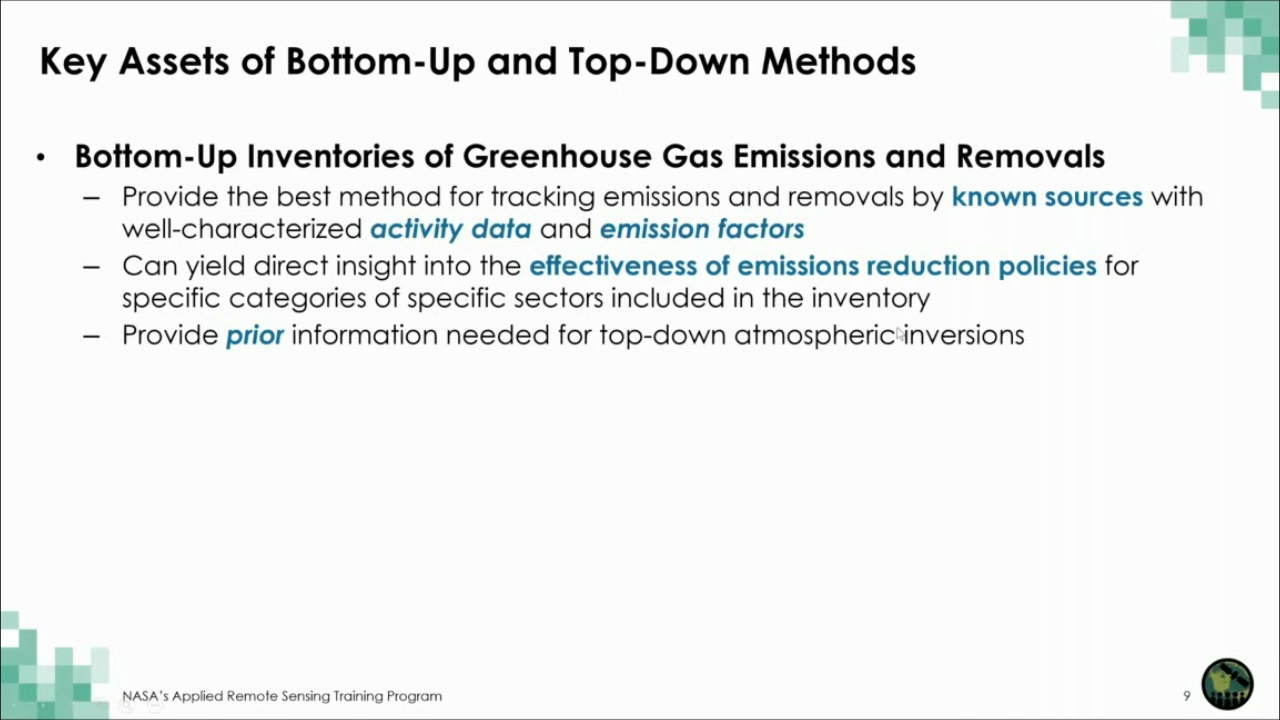 Key Assets of Bottom-Up and Top-Down Methods
• Bottom-Up Inventories of Greenhouse Gas Emissions and Removals
– Provide the best method for tracking emissions and removals by known sources with
well-characterized activity data and emission factors
– Can yield direct insight into the effectiveness of emissions reduction policies for
specific categories of specific sectors included in the inventory
– Provide prior information needed for top-down atmospheric inversions
NASA's Applied Remote Sensing Training Program
9